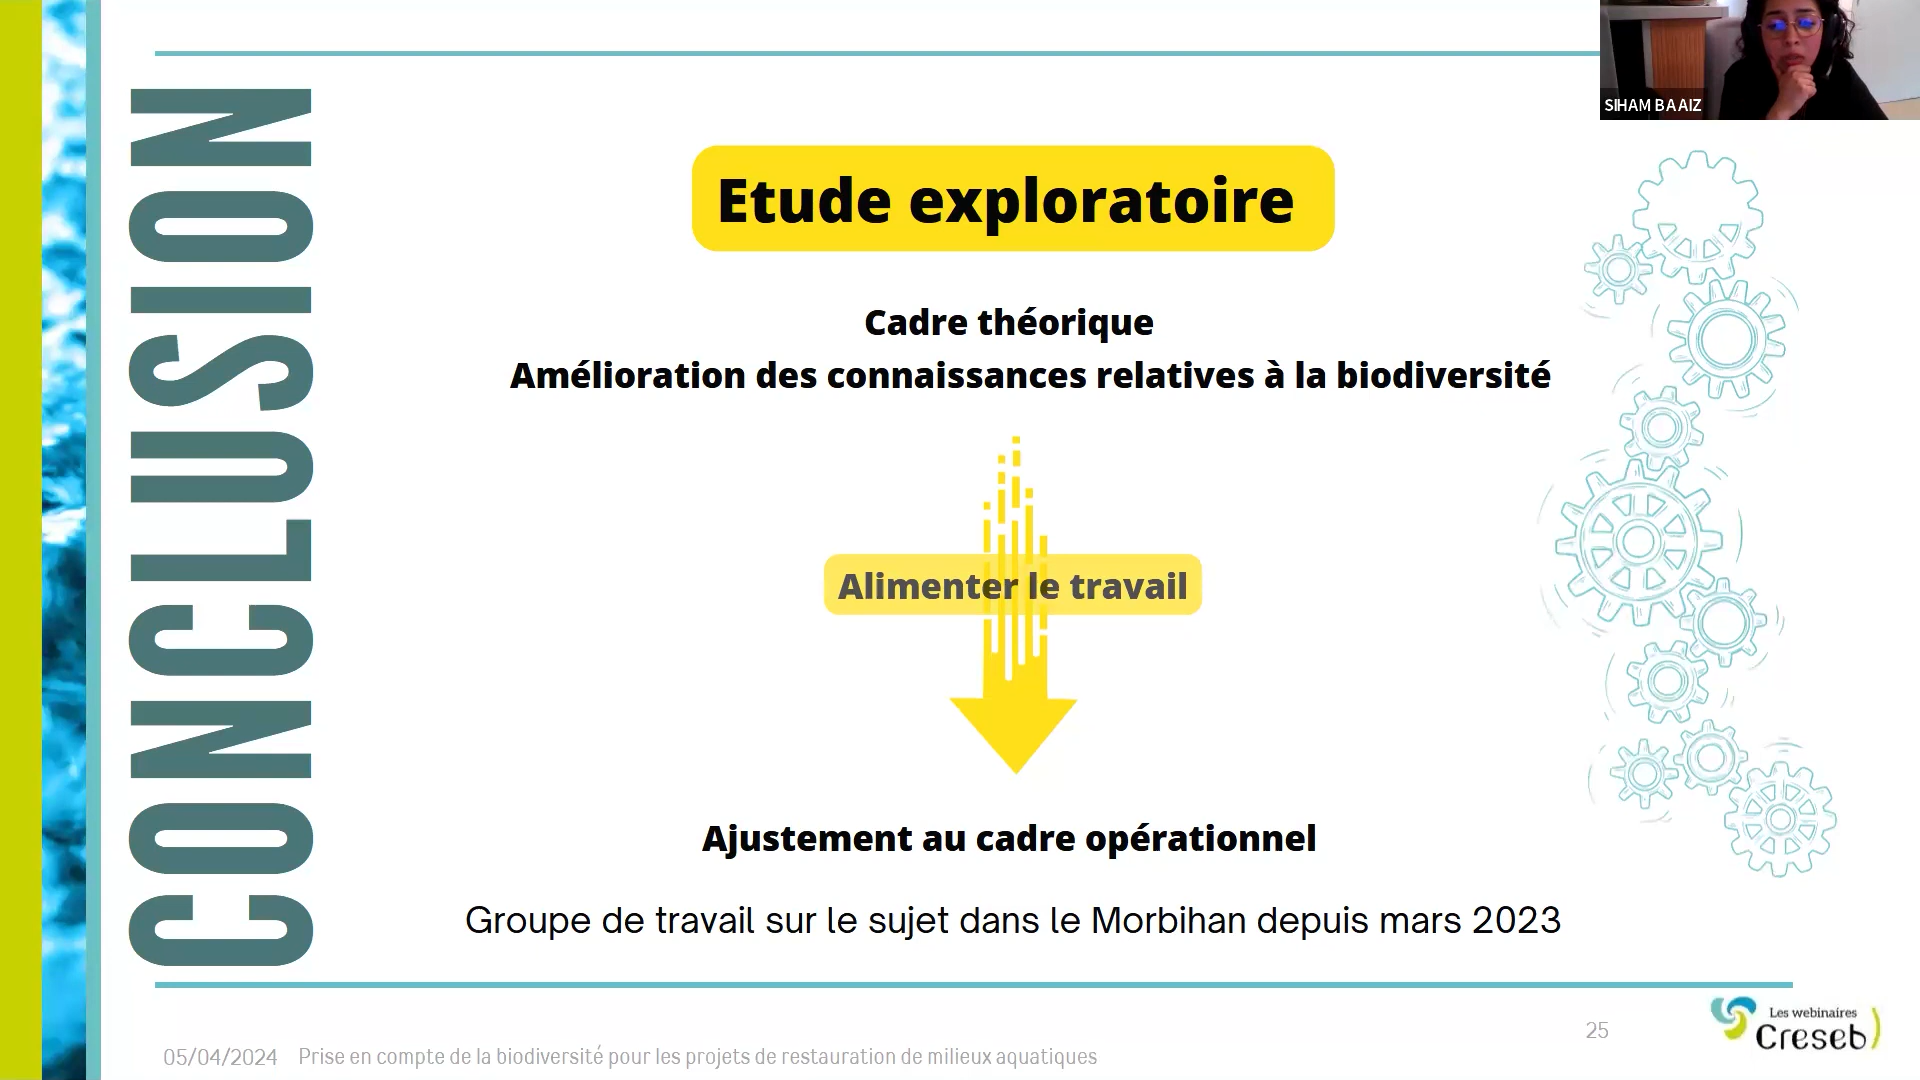 SIHAM BAAIZ
CONCLUSION
Etude exploratoire
Cadre théorique
Amélioration des connaissances relatives à la biodiversité
Alimenter le travail
Ajustement au cadre opérationnel
Groupe de travail sur le sujet dans le Morbihan depuis mars 2023
25
Les webinaires
Creseb
05/04/2024 Prise en compte de la biodiversité pour les projets de restauration de milieux aquatiques